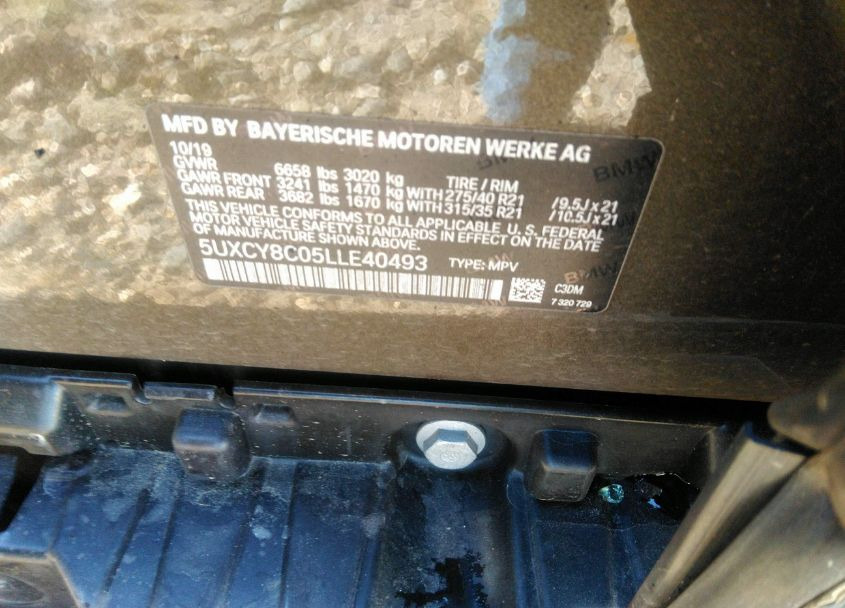 MFD BY BAYERISCHE MOTOREN WERKE AG
10/19
GVWR 6658 lbs 3020 kg TIRE / RIM
GAWR FRONT 3241 lbs 1470 kg WITH 275/40 R21 / 9.5J x 21
GAWR REAR 3682 lbs 1670 kg WITH 315/35 R21 / 10.5J x 21
THIS VEHICLE CONFORMS TO ALL APPLICABLE U. S. FEDERAL
MOTOR VEHICLE SAFETY STANDARDS IN EFFECT ON THE DATE
OF MANUFACTURE SHOWN ABOVE.
5UXCY8C05LLE40493 TYPE: MPV
C3DM
7 320 729
BMW
BMW